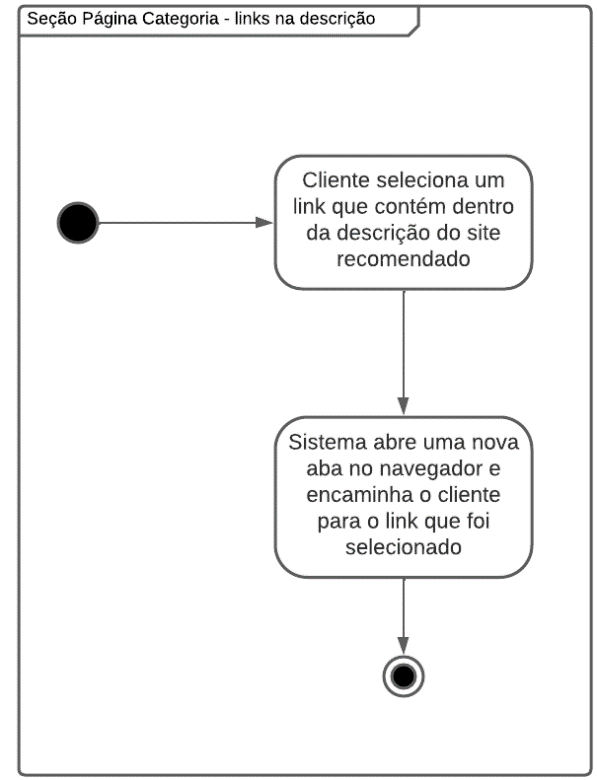 Seção Página Categoria - links na descrição
Cliente seleciona um
link que contém dentro
da descrição do site
recomendado
Sistema abre uma nova
aba no navegador e
encaminha o cliente
para o link que foi
selecionado